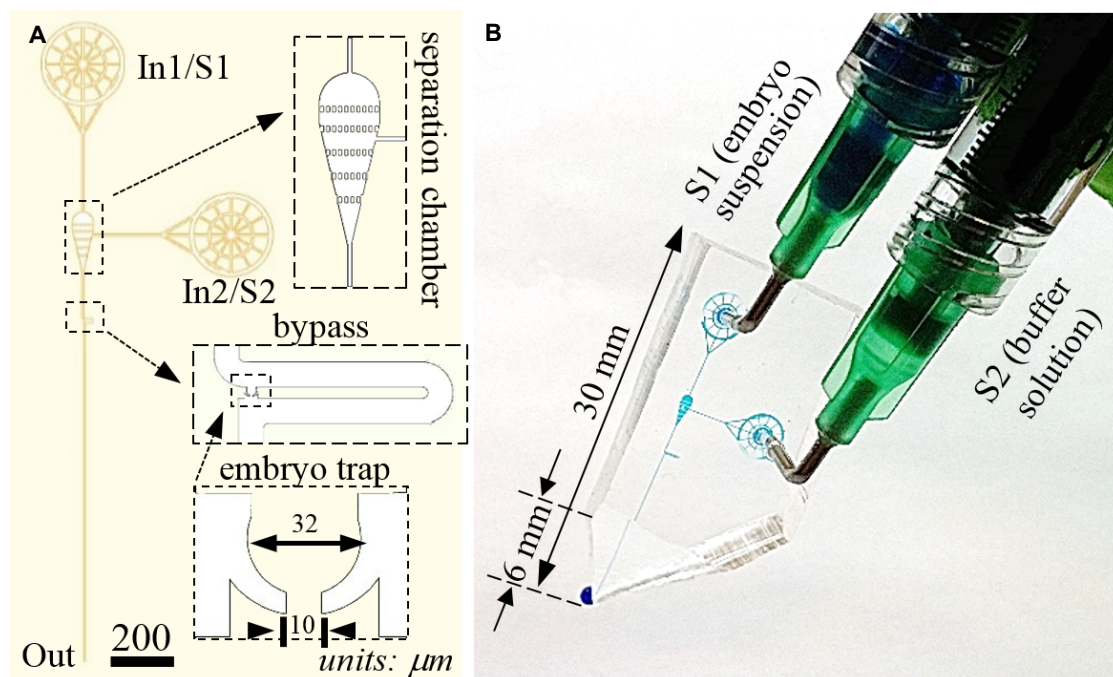 A
In1/S1
separation chamber
In2/S2
bypass
embryo trap
32
10
200
Out
units: μm
B
S1 (embryo
suspension)
S2 (buffer
solution)
30 mm
6 mm